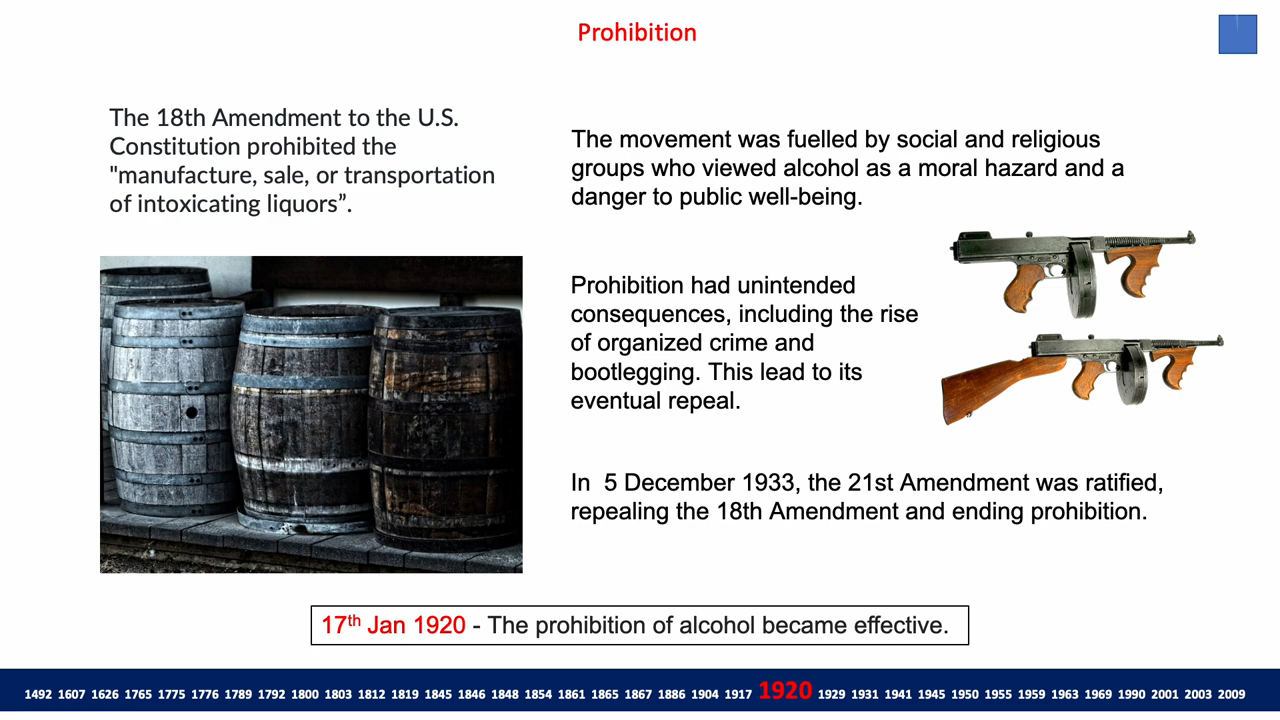 Prohibition
The 18th Amendment to the U.S.
Constitution prohibited the
"manufacture, sale, or transportation
of intoxicating liquors”.
The movement was fuelled by social and religious
groups who viewed alcohol as a moral hazard and a
danger to public well-being.
Prohibition had unintended
consequences, including the rise
of organized crime and
bootlegging. This lead to its
eventual repeal.
In  5 December 1933, the 21st Amendment was ratified,
repealing the 18th Amendment and ending prohibition.
17th Jan 1920 - The prohibition of alcohol became effective.
1492 1607 1626 1765 1775 1776 1789 1792 1800 1803 1812 1819 1845 1846 1848 1854 1861 1865 1867 1886 1904 1917 1920 1929 1931 1941 1945 1950 1955 1959 1963 1969 1990 2001 2003 2009